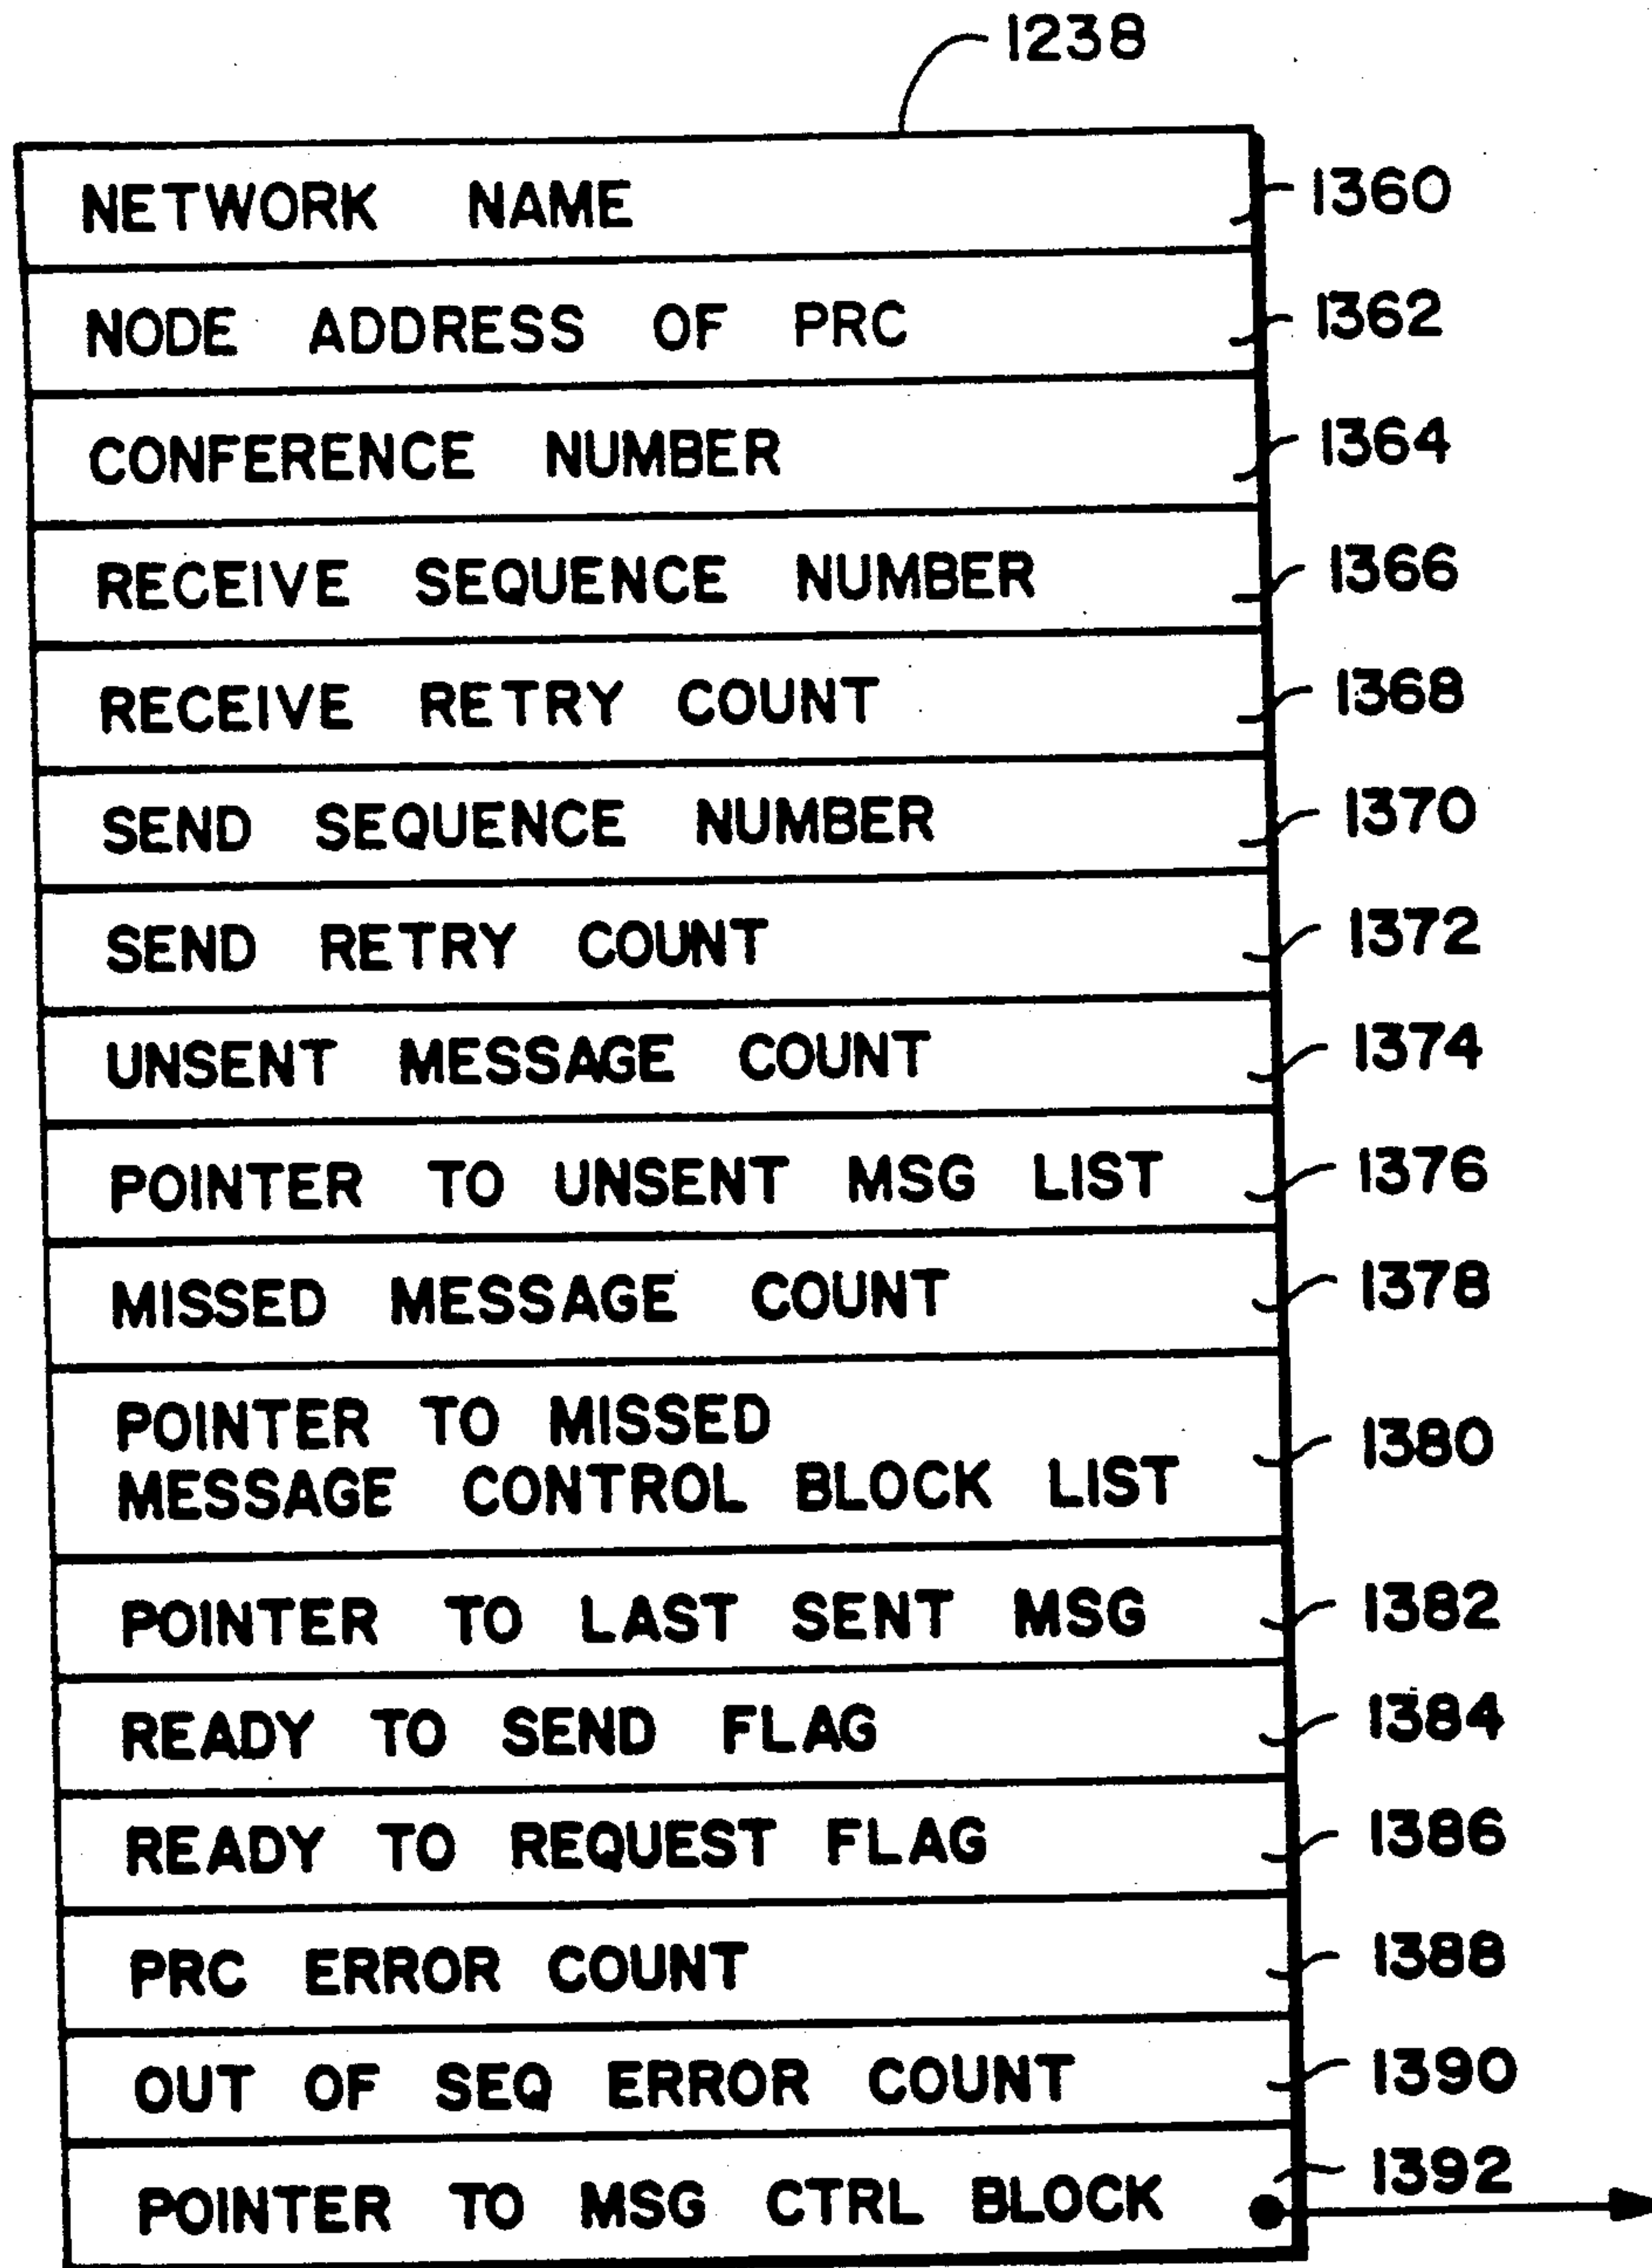 1238
NETWORK NAME 1360
NODE ADDRESS OF PRC 1362
CONFERENCE NUMBER 1364
RECEIVE SEQUENCE NUMBER 1366
RECEIVE RETRY COUNT 1368
SEND SEQUENCE NUMBER 1370
SEND RETRY COUNT 1372
UNSENT MESSAGE COUNT 1374
POINTER TO UNSENT MSG LIST 1376
MISSED MESSAGE COUNT 1378
POINTER TO MISSED
MESSAGE CONTROL BLOCK LIST 1380
POINTER TO LAST SENT MSG 1382
READY TO SEND FLAG 1384
READY TO REQUEST FLAG 1386
PRC ERROR COUNT 1388
OUT OF SEQ ERROR COUNT 1390
POINTER TO MSG CTRL BLOCK 1392